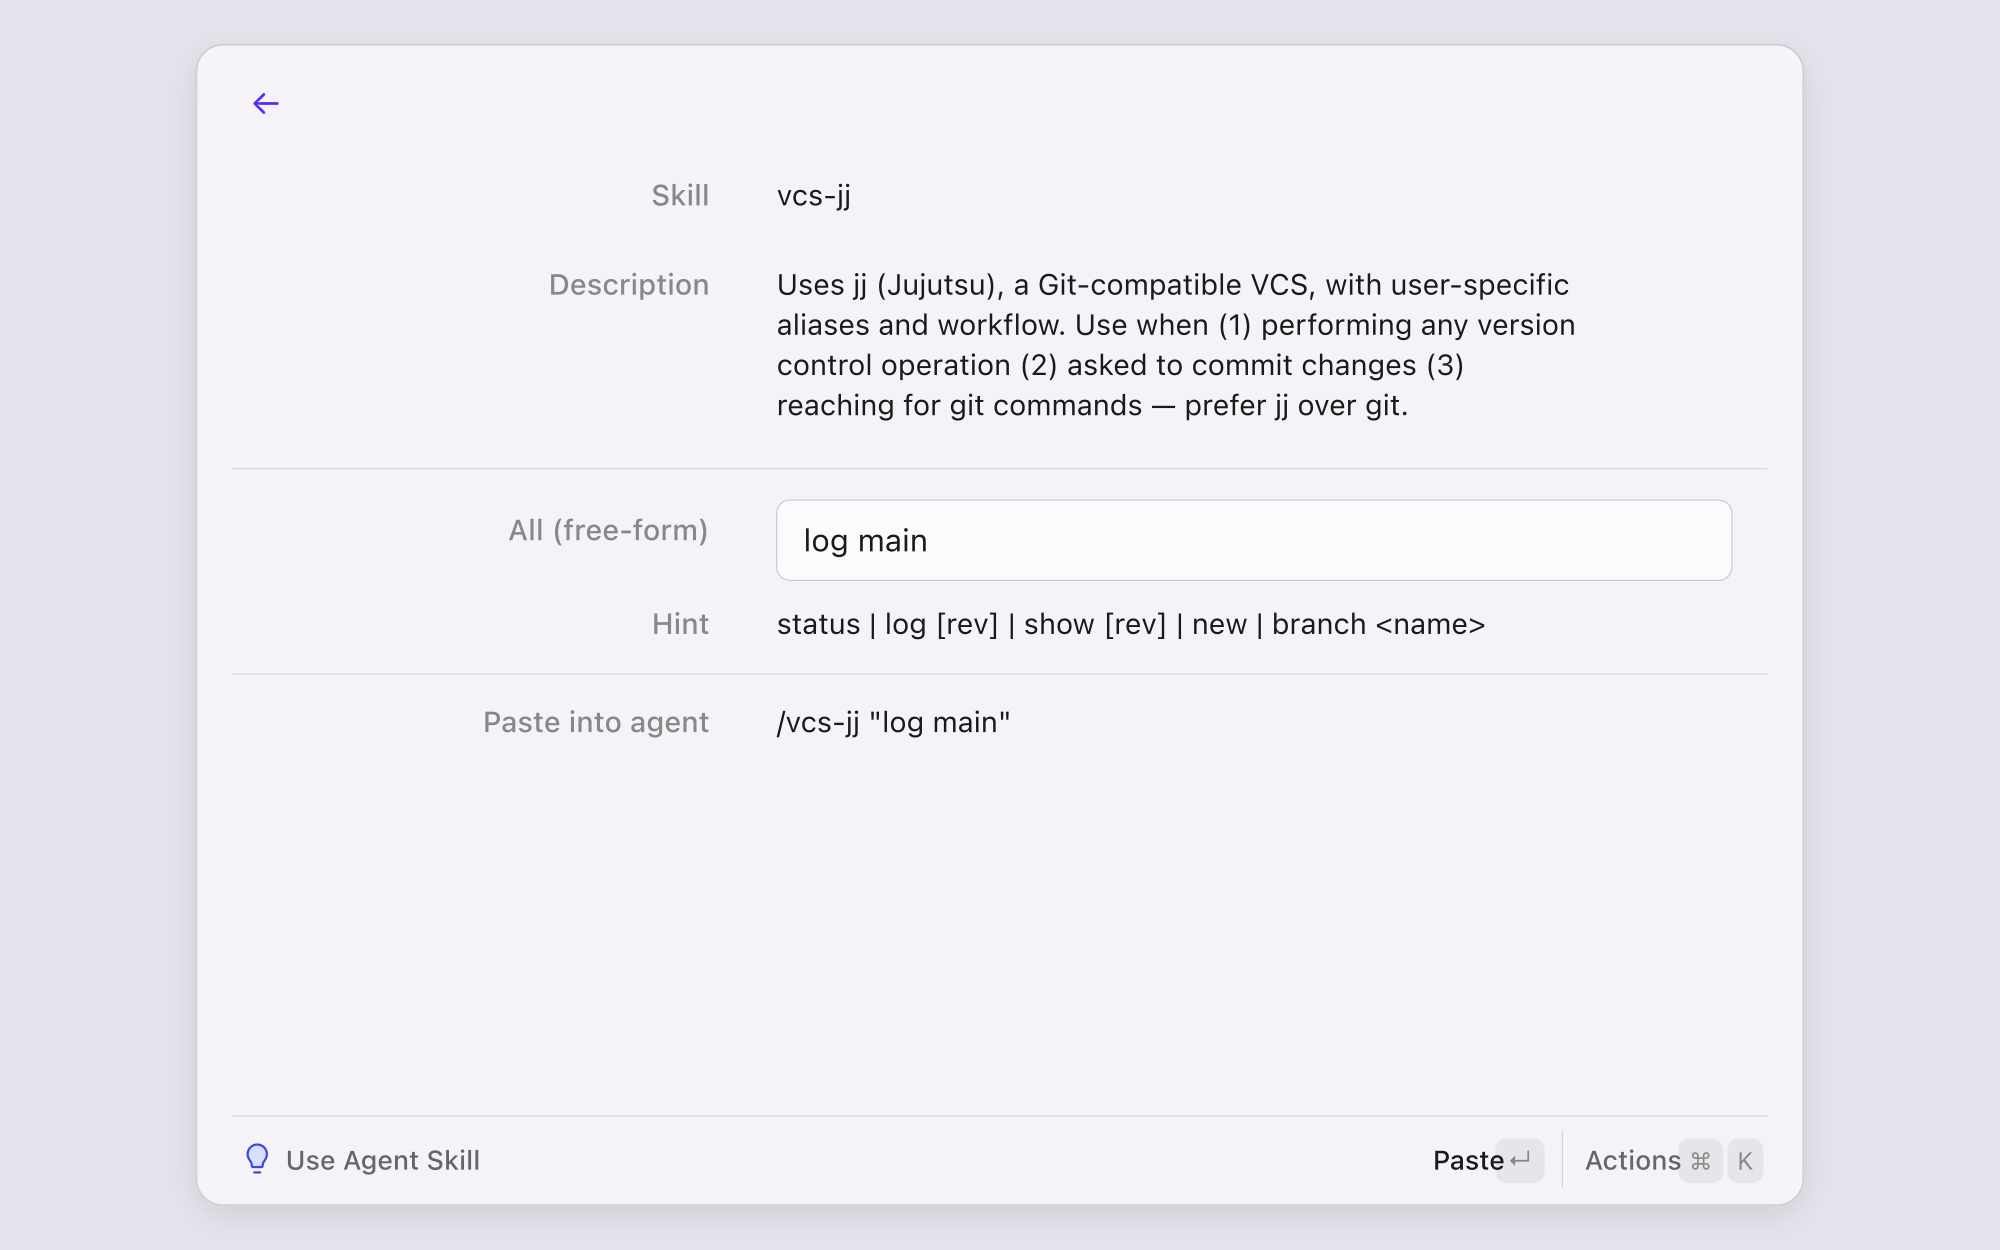 Skill
vcs-jj
Description
Uses jj (Jujutsu), a Git-compatible VCS, with user-specific
aliases and workflow. Use when (1) performing any version
control operation (2) asked to commit changes (3)
reaching for git commands — prefer jj over git.
All (free-form)
log main
Hint
status | log [rev] | show [rev] | new | branch <name>
Paste into agent
/vcs-jj "log main"
Use Agent Skill
Paste ↵
Actions ⌘ K